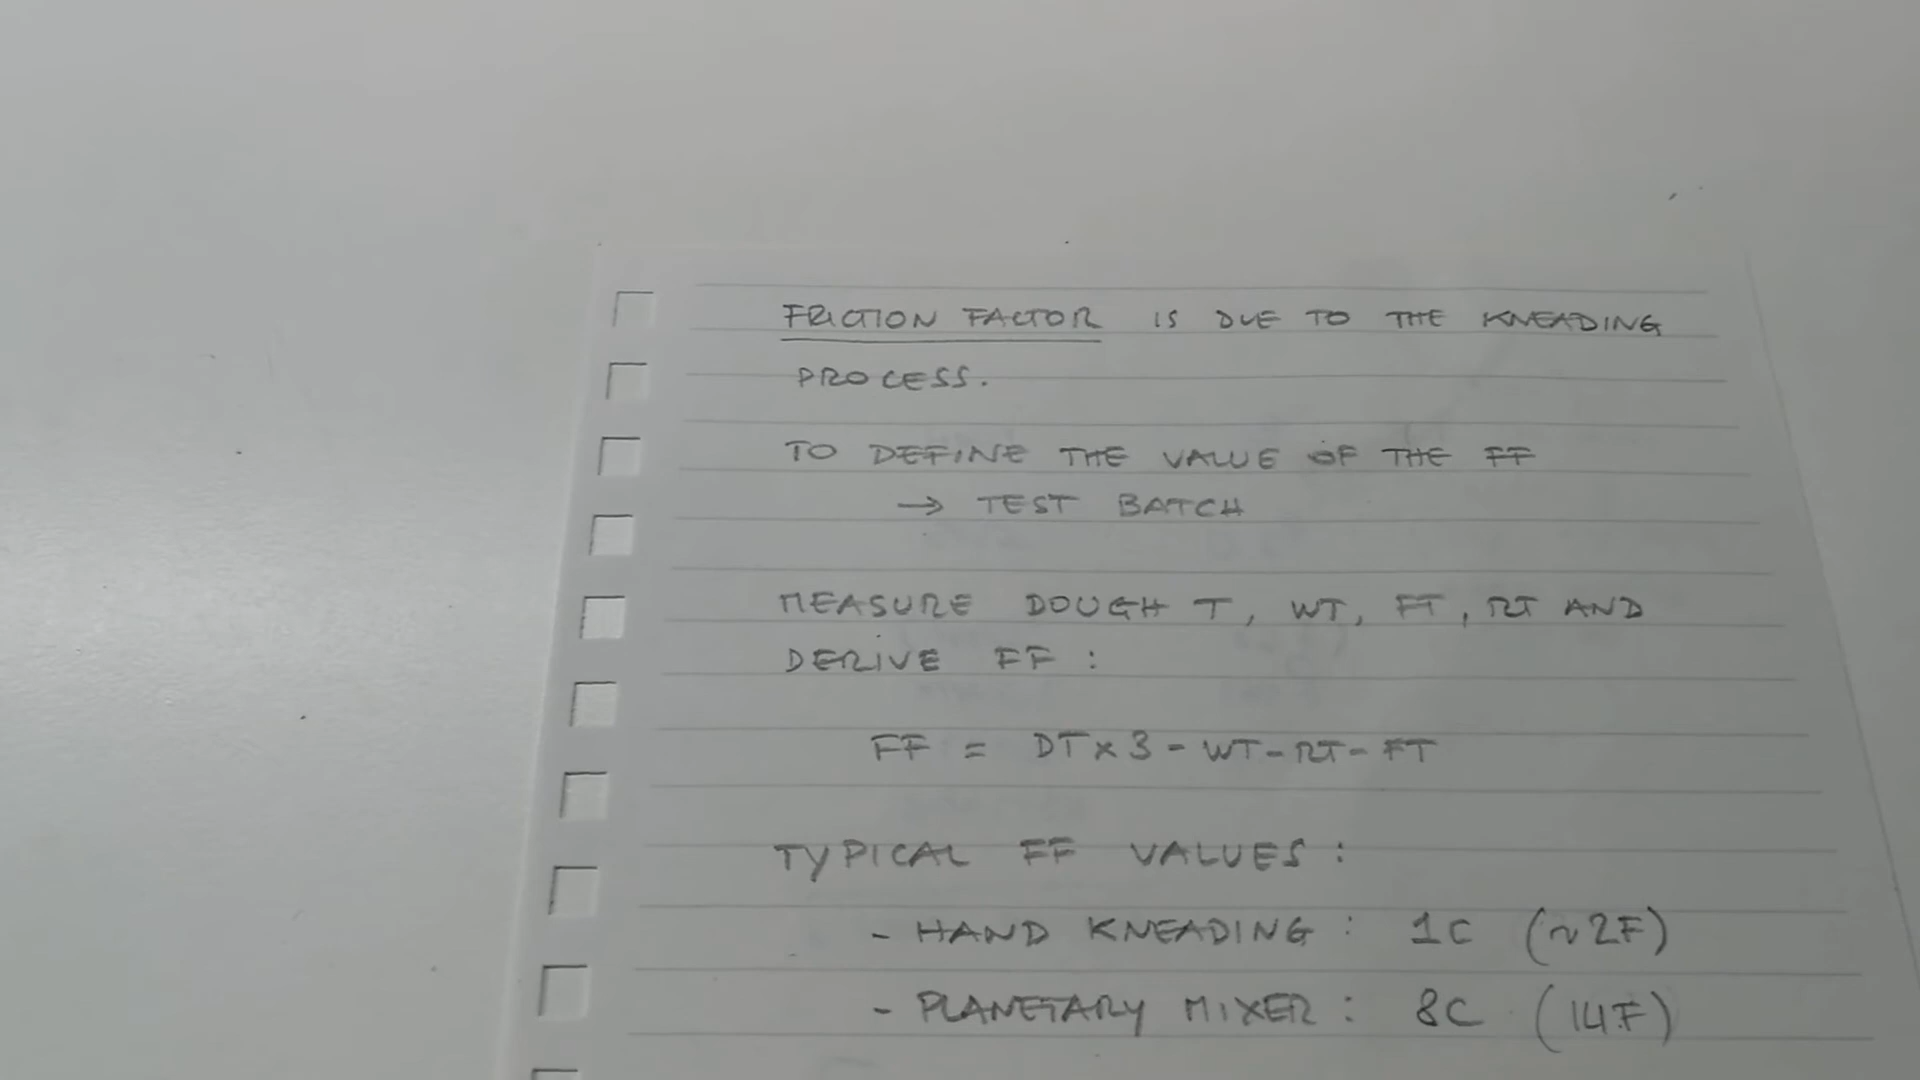 FRICTION FACTOR IS DUE TO THE KNEADING
PROCESS.
TO DEFINE THE VALUE OF THE FF
→ TEST BATCH
MEASURE DOUGH T, WT, FT, RT AND
DERIVE FF :
FF = DT x 3 - WT - RT - FT
TYPICAL FF VALUES :
- HAND KNEADING : 1C (~2F)
- PLANETARY MIXER : 8C (14F)